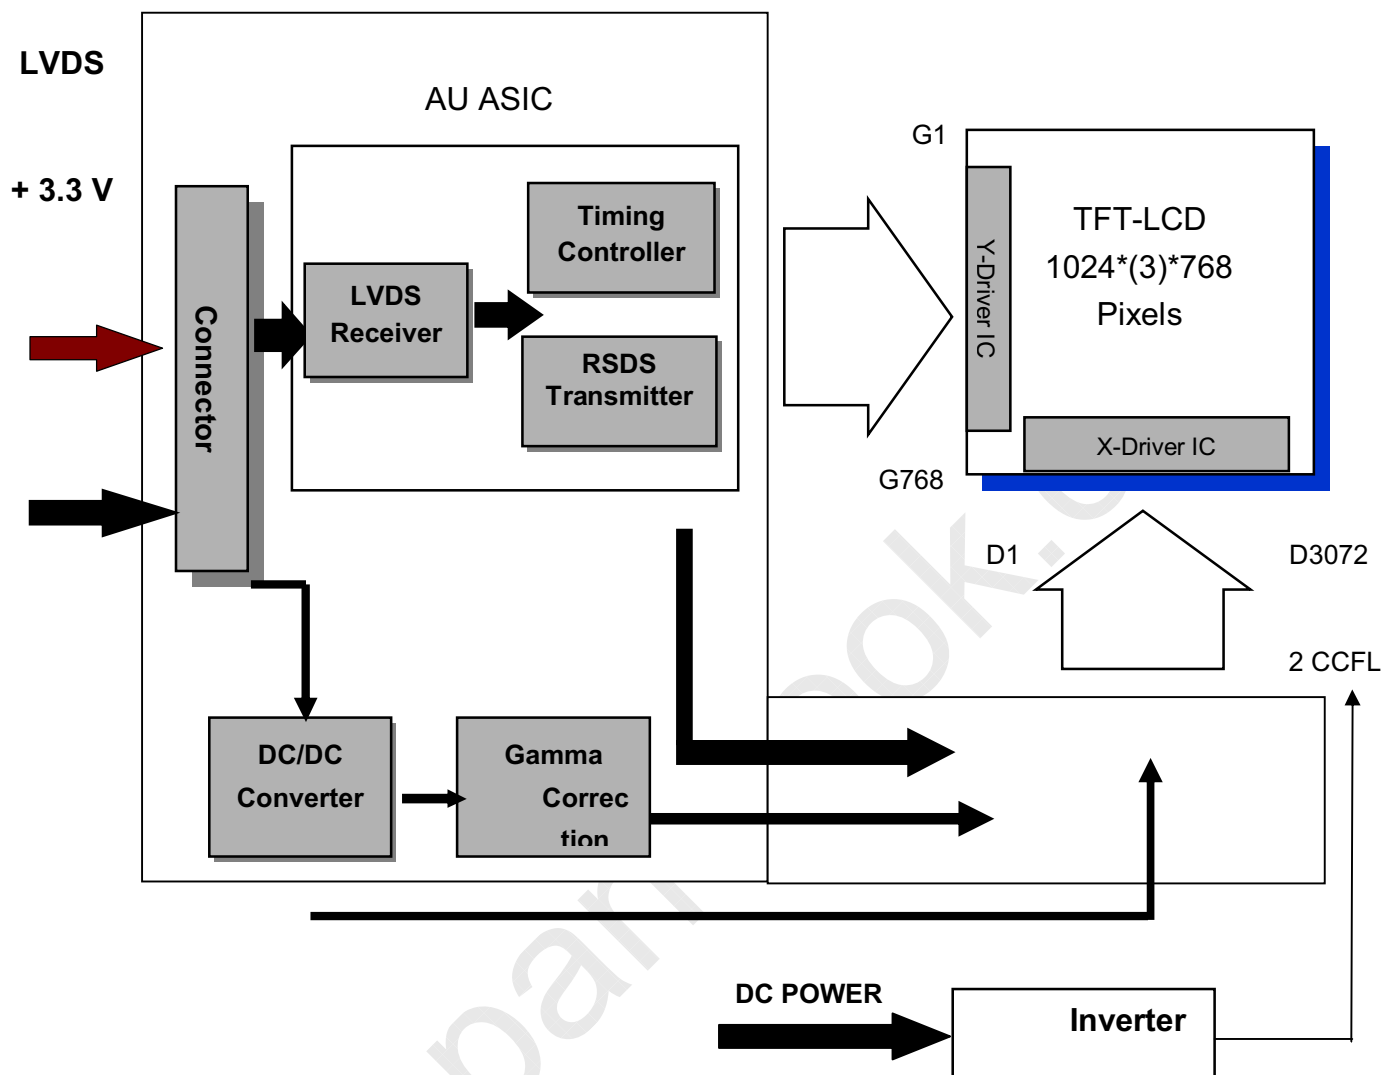 LVDS
AU ASIC
+ 3.3 V
Connector
LVDS
Receiver
Timing
Controller
RSDS
Transmitter
G1
Y-Driver IC
TFT-LCD
1024*(3)*768
Pixels
X-Driver IC
G768
D1
D3072
2 CCFL
DC/DC
Converter
Gamma
Correc
tion
DC POWER
Inverter